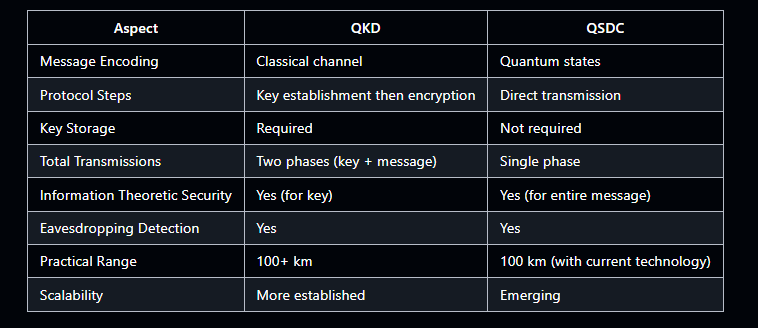 Aspect QKD QSDC
Message Encoding Classical channel Quantum states
Protocol Steps Key establishment then encryption Direct transmission
Key Storage Required Not required
Total Transmissions Two phases (key + message) Single phase
Information Theoretic Security Yes (for key) Yes (for entire message)
Eavesdropping Detection Yes Yes
Practical Range 100+ km 100 km (with current technology)
Scalability More established Emerging